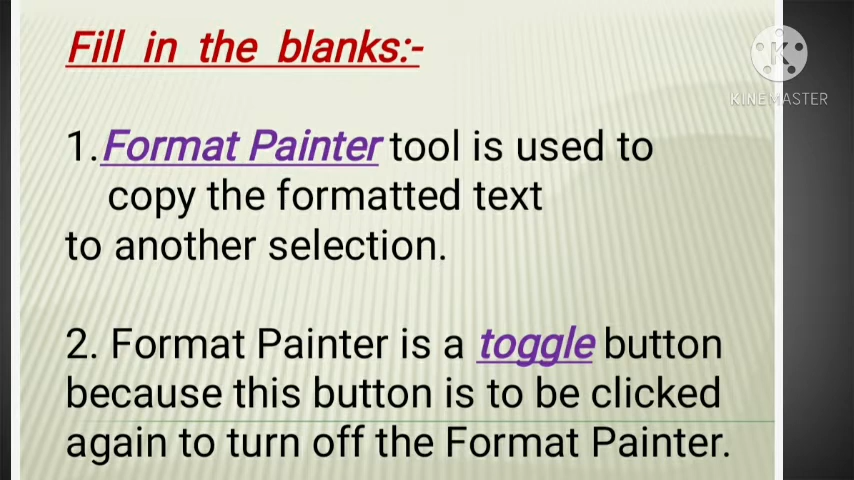 Fill in the blanks:-
KINEMASTER
1.Format Painter tool is used to
copy the formatted text
to another selection.
2. Format Painter is a toggle button
because this button is to be clicked
again to turn off the Format Painter.